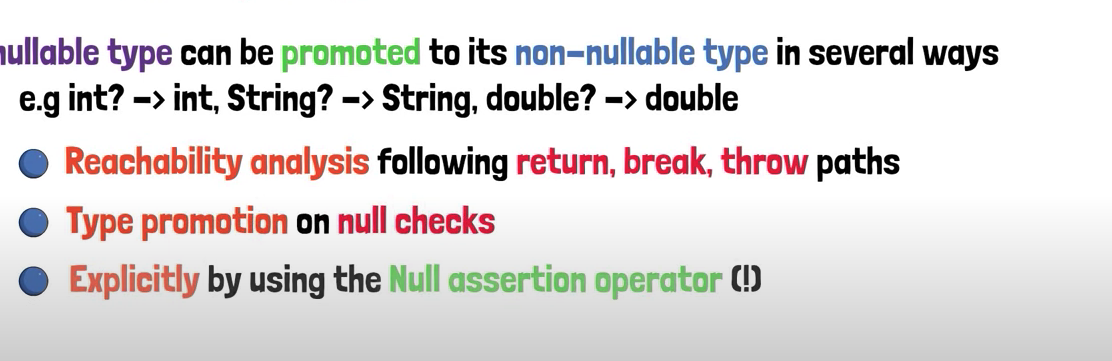 nullable type can be promoted to its non-nullable type in several ways
e.g int? -> int, String? -> String, double? -> double
Reachability analysis following return, break, throw paths
Type promotion on null checks
Explicitly by using the Null assertion operator (!)